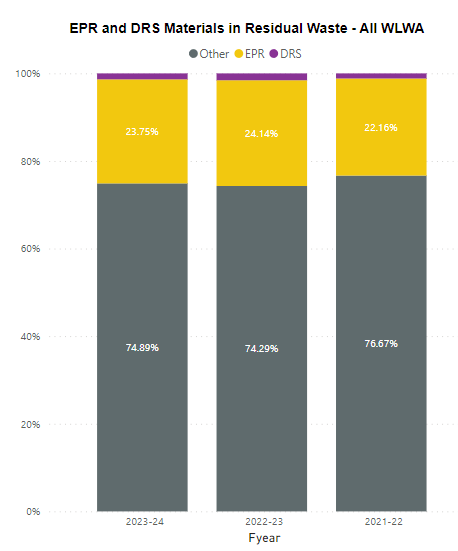 EPR and DRS Materials in Residual Waste - All WLWA
Other EPR DRS
100%
80%
60%
40%
20%
0%
23.75% 24.14% 22.16%
74.89% 74.29% 76.67%
2023-24 2022-23 2021-22
Fyear